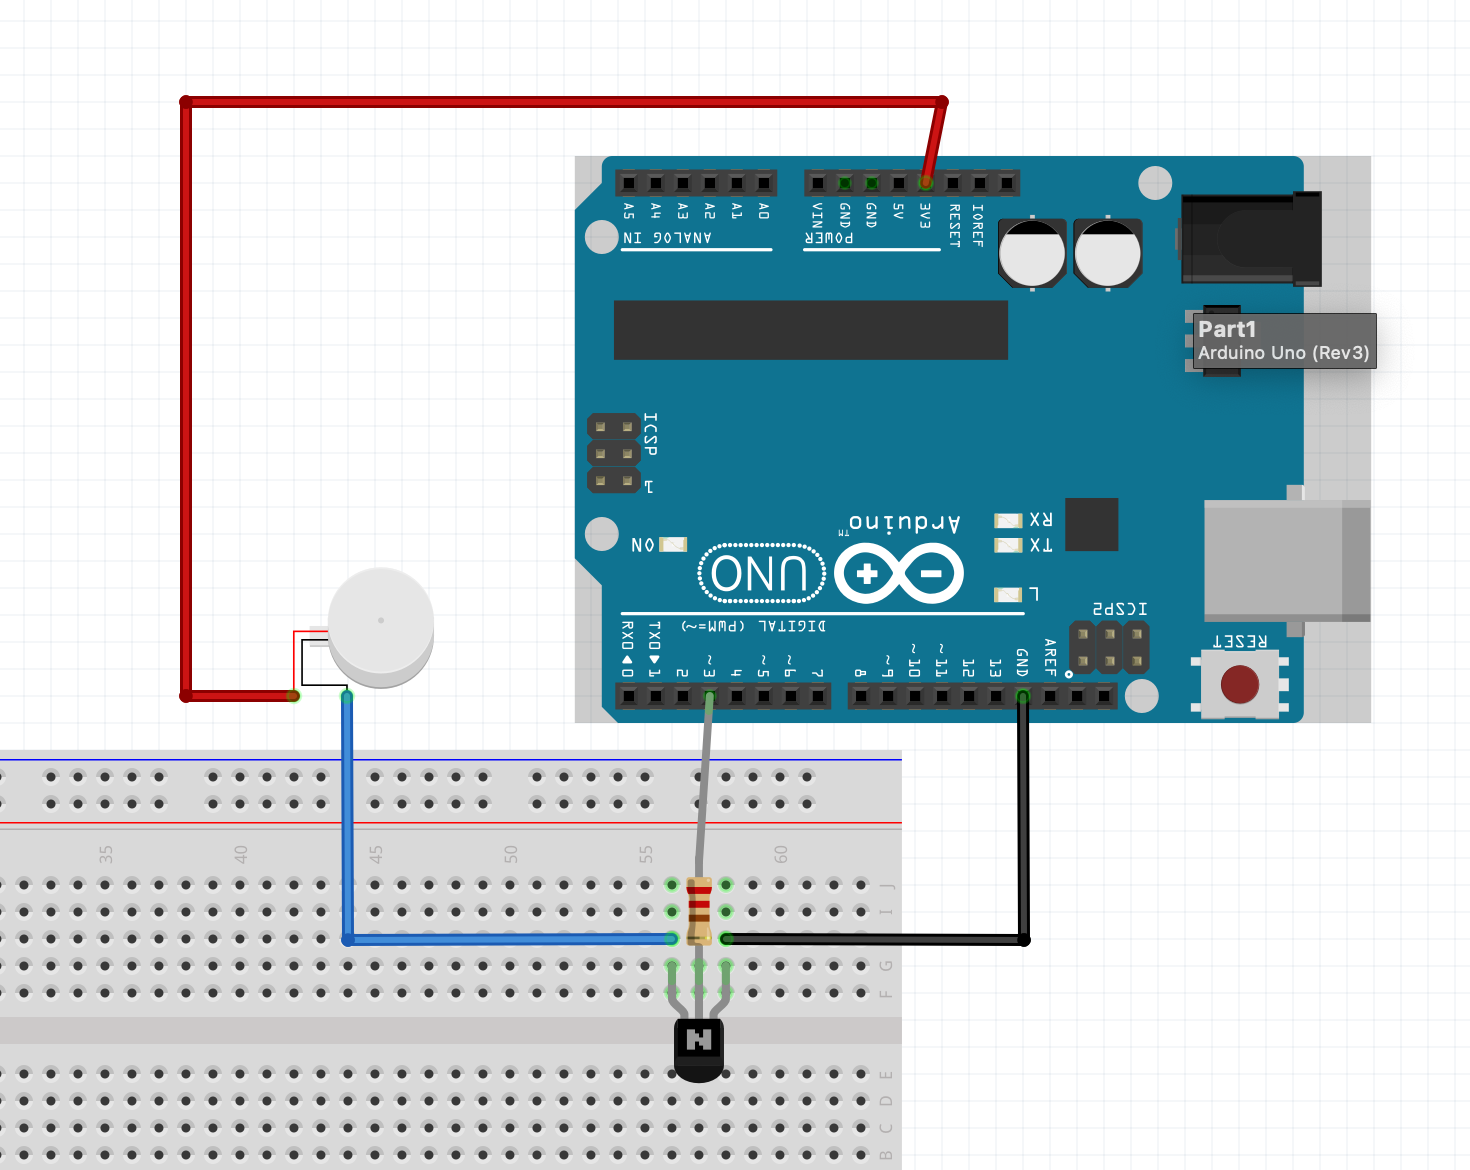 A5 A4 A3 A2 A1 A0
VIN GND GND 5V 3V3 RESET IOREF
ANALOG IN
POWER
Part1
Arduino Uno (Rev3)
ICSP
1
Arduino
TM
RX
ON
UNO
TX
L
ICSP2
DIGITAL (PWM=~)
RESET
RX0◀0 TX0▶1 2 ~3 4 ~5 ~6 7 8 ~9 ~10 ~11 12 13 GND AREF
35 40 45 50 55 60
J
I
G
F
N
E
D
C
B